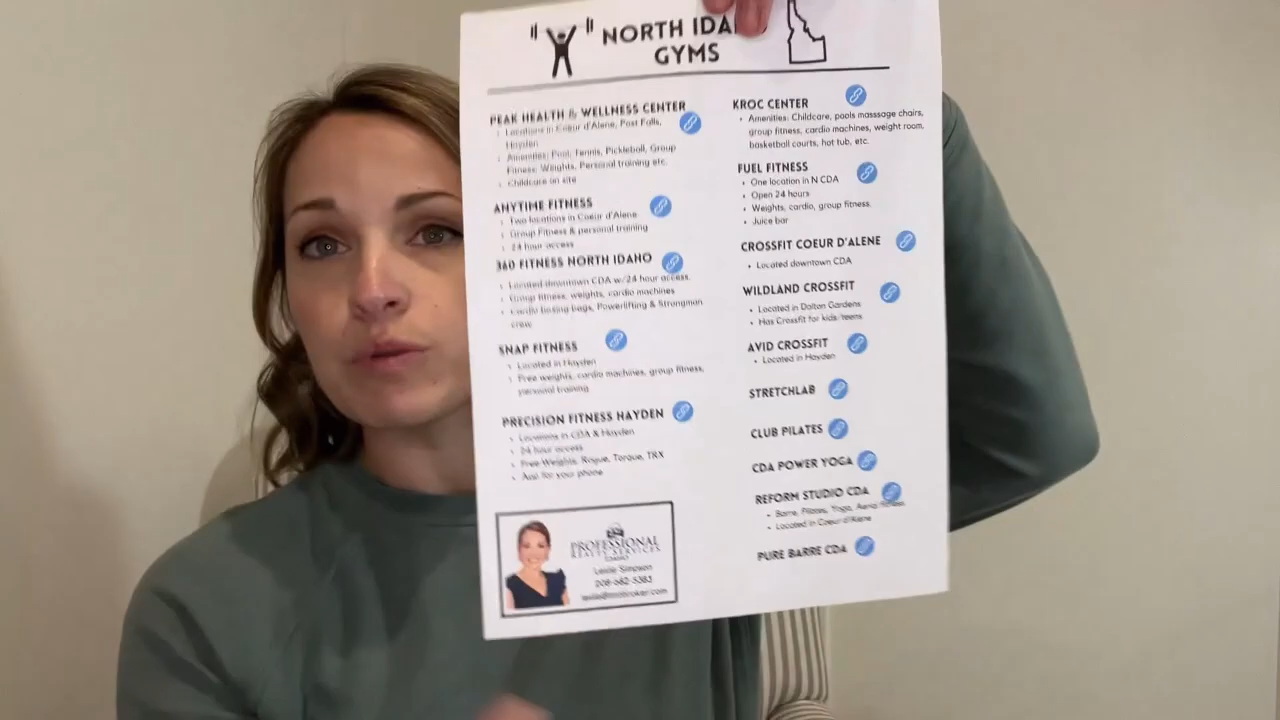 NORTH IDA
GYMS
PEAK HEALTH & WELLNESS CENTER
Locations in Coeur d'Alene, Post Falls,
Hayden
Amenities: Pool, Tennis, Pickleball, Group
Fitness, Weights, Personal training etc.
Childcare on site
ANYTIME FITNESS
Two locations in Coeur d'Alene
Group Fitness & personal training
24 hour access
360 FITNESS NORTH IDAHO
Located downtown CDA w/24 hour access
Group fitness, weights, cardio machines
Cardio boxing bags, Powerlifting & Strongman
crew
SNAP FITNESS
Located in Hayden
Free weights, cardio machines, group fitness,
personal training
PRECISION FITNESS HAYDEN
Locations in CDA & Hayden
24 hour access
Free Weights, Rogue, Torque, TRX
Ask for your phone
PROFESSIONAL
REALTY SERVICES
IDAHO
Leslie Simpson
KROC CENTER
Amenities: Childcare, pools masssage chairs,
group fitness, cardio machines, weight room,
basketball courts, hot tub, etc.
FUEL FITNESS
One location in N CDA
Open 24 hours
Weights, cardio, group fitness,
Juice bar
CROSSFIT COEUR D'ALENE
Located downtown CDA
WILDLAND CROSSFIT
Located in Dalton Gardens
Has Crossfit for kids/teens
AVID CROSSFIT
Located in Hayden
STRETCHLAB
CLUB PILATES
CDA POWER YOGA
REFORM STUDIO CDA
Barre, Pilates, Yoga, Aerial fitness
Located in Coeur d'Alene
PURE BARRE CDA